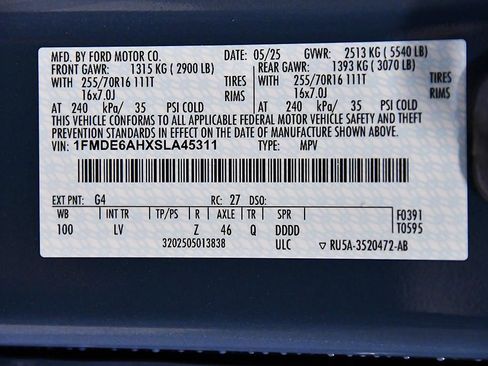 MFD. BY FORD MOTOR CO. DATE: 05/25 GVWR: 2513 KG (5540 LB)
FRONT GAWR: 1315 KG (2900 LB) REAR GAWR: 1393 KG (3070 LB)
WITH 255/70R16 111T TIRES WITH 255/70R16 111T TIRES
16x7.0J RIMS 16x7.0J RIMS
AT 240 kPa/ 35 PSI COLD AT 240 kPa/ 35 PSI COLD
THIS VEHICLE CONFORMS TO ALL APPLICABLE FEDERAL MOTOR VEHICLE SAFETY AND THEFT PREVENTION STANDARDS IN EFFECT ON THE DATE OF MANUFACTURE SHOWN ABOVE.
VIN: 1FMDE6AHXSLA45311 TYPE: MPV
EXT PNT: G4 RC: 27 DSO:
WB INT TR TP/PS R AXLE TR SPR F0391
100 LV Z 46 Q DDDD T0595
3202505013838 ULC ▼ RU5A-3520472-AB